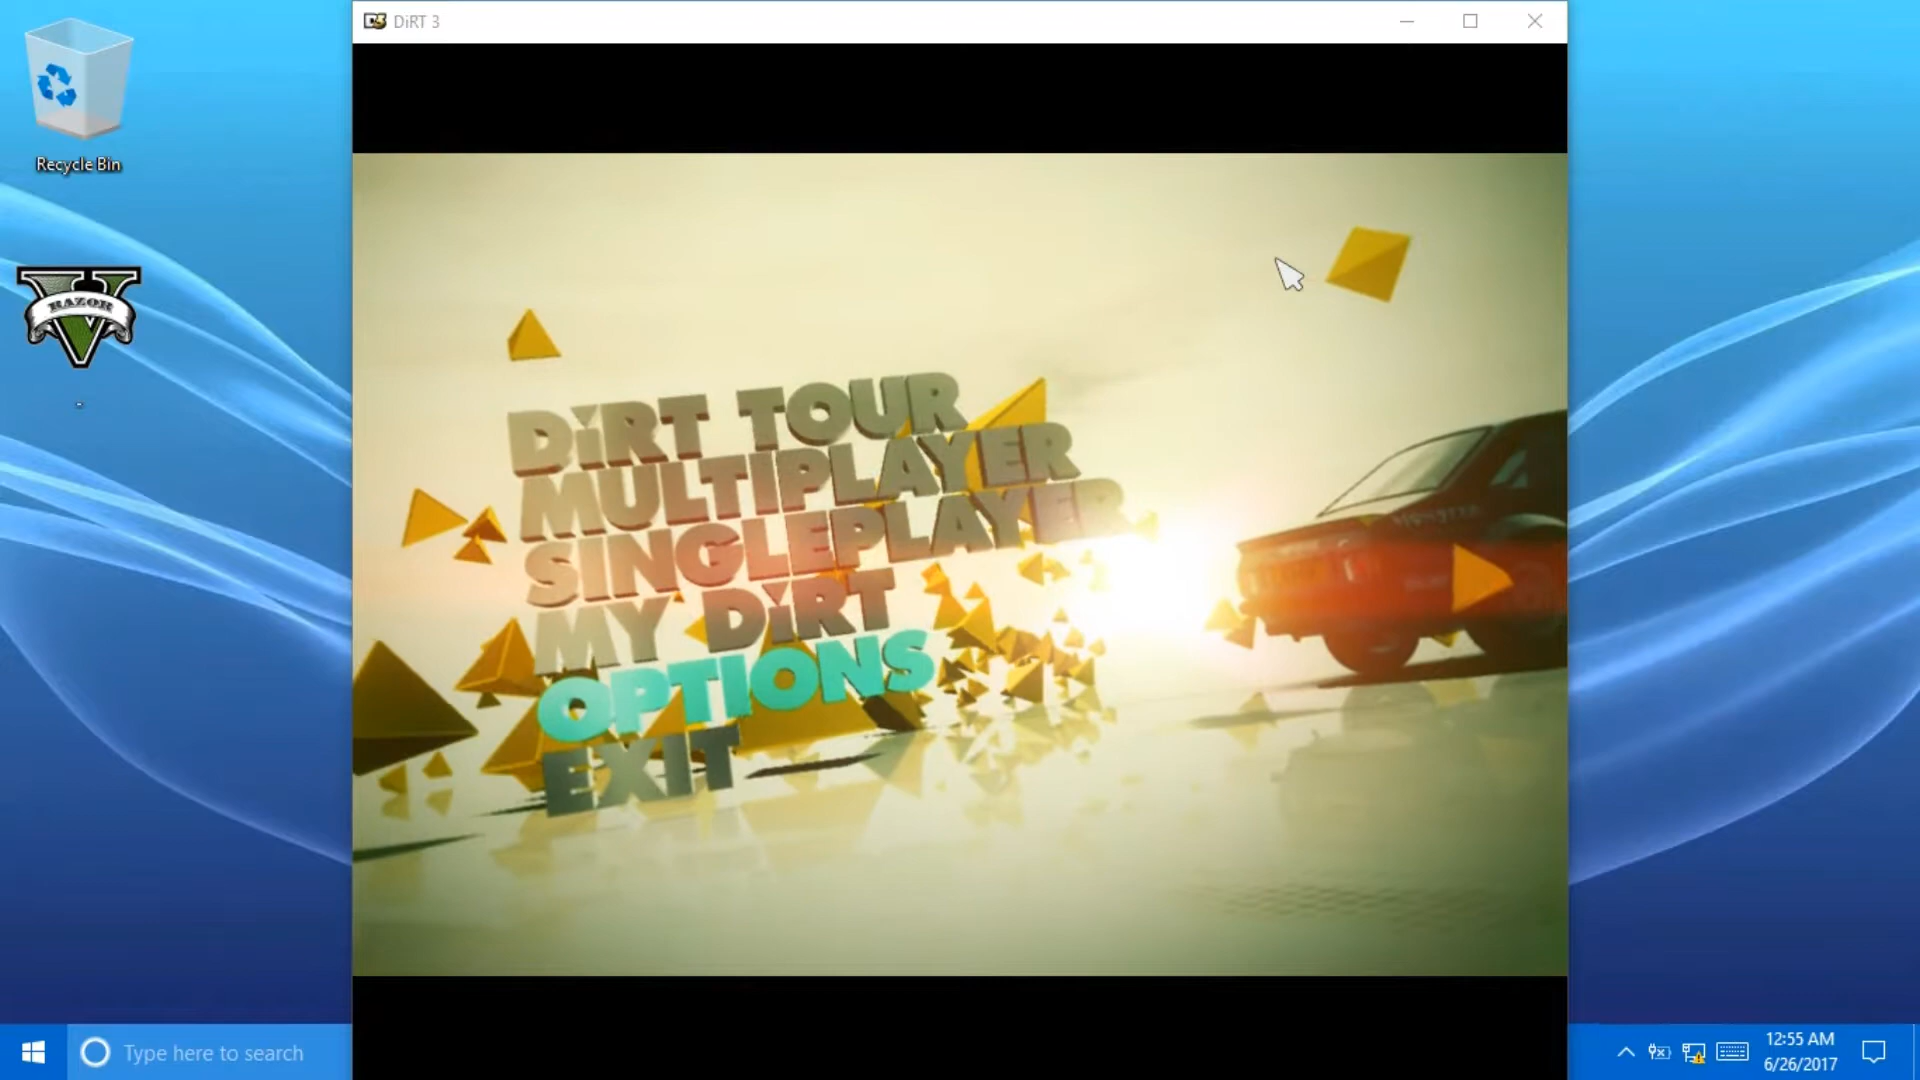 DiRT 3
Recycle Bin
RAZOR
V
-
DiRT TOUR
MULTIPLAYER
SINGLEPLAYER
MY DiRT
OPTIONS
EXIT
Type here to search
12:55 AM
6/26/2017